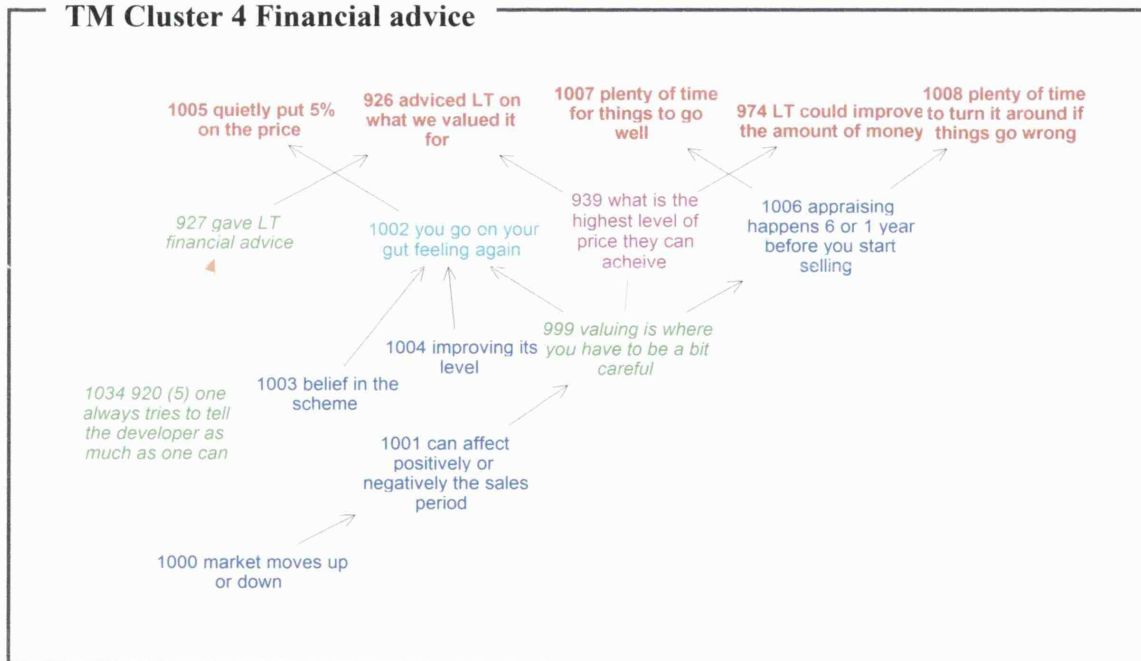 TM Cluster 4 Financial advice
1005 quietly put 5%
on the price
926 adviced LT on
what we valued it
for
1007 plenty of time
for things to go
well
974 LT could improve
the amount of money
1008 plenty of time
to turn it around if
things go wrong
927 gave LT
financial advice
1002 you go on your
gut feeling again
939 what is the
highest level of
price they can
acheive
1006 appraising
happens 6 or 1 year
before you start
selling
1034 920 (5) one
always tries to tell
the developer as
much as one can
1003 belief in the
scheme
1004 improving its
level
999 valuing is where
you have to be a bit
careful
1001 can affect
positively or
negatively the sales
period
1000 market moves up
or down